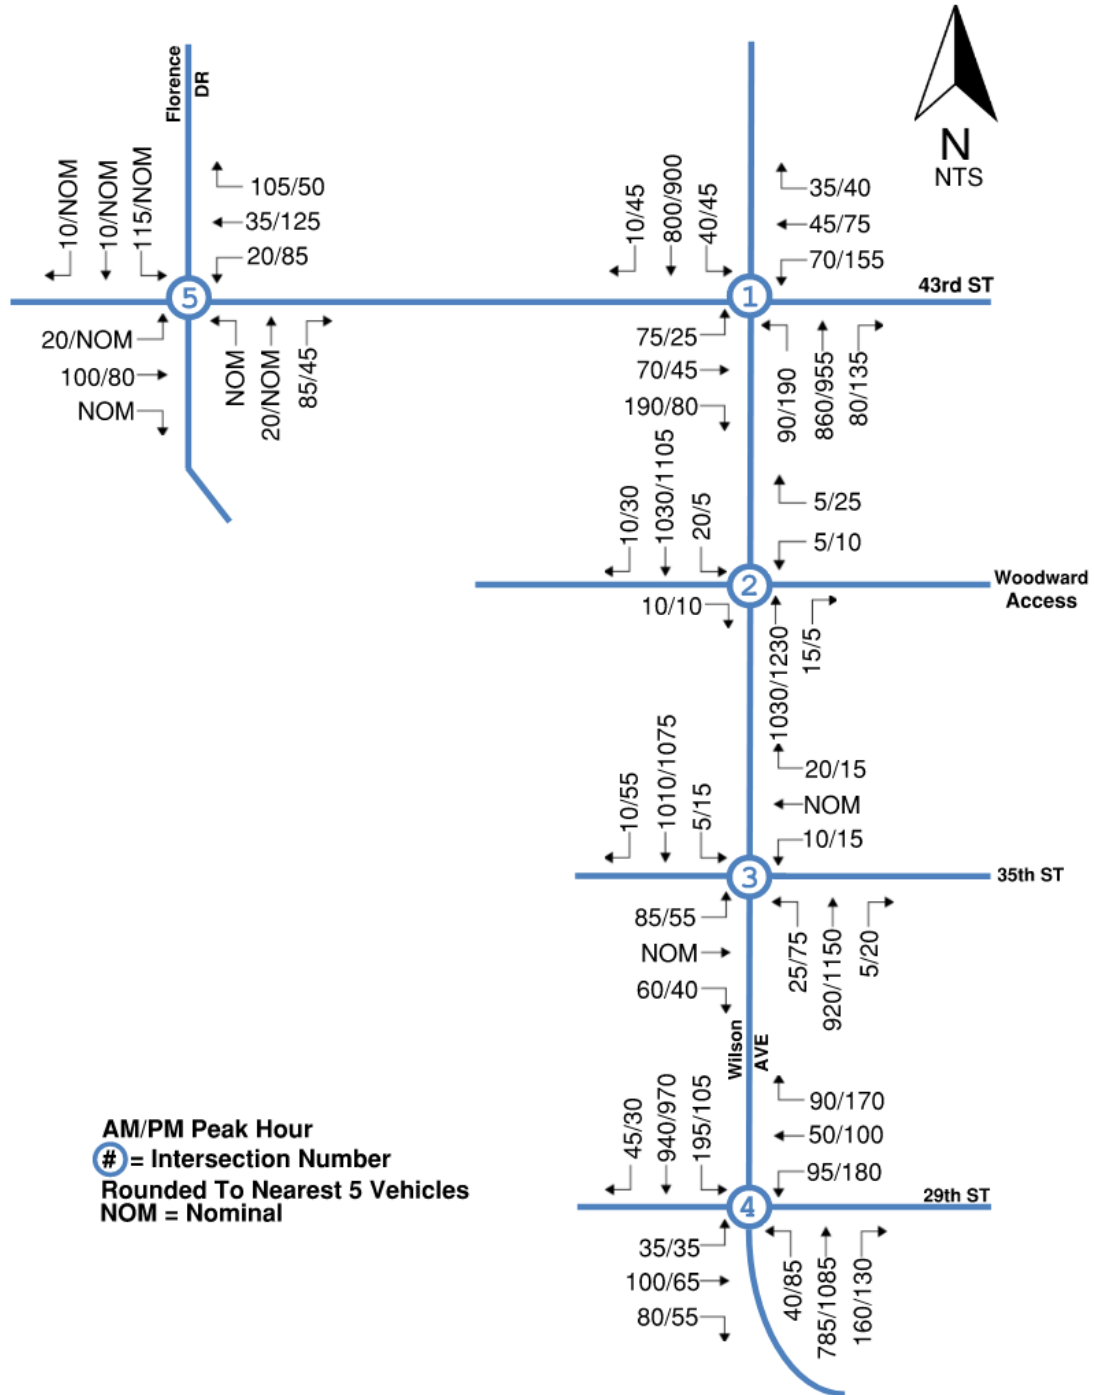 Florence
DR
N
NTS
10/NOM
10/NOM
115/NOM
105/50
35/125
20/85
5
20/NOM
100/80
NOM
NOM
20/NOM
85/45
10/45
800/900
40/45
35/40
45/75
70/155
43rd ST
1
75/25
70/45
190/80
90/190
860/955
80/135
10/30
1030/1105
20/5
5/25
5/10
Woodward
Access
2
10/10
1030/1230
15/5
10/55
1010/1075
5/15
20/15
NOM
10/15
35th ST
3
85/55
NOM
60/40
25/75
920/1150
5/20
Wilson
AVE
45/30
940/970
195/105
90/170
50/100
95/180
29th ST
4
35/35
100/65
80/55
40/85
785/1085
160/130
AM/PM Peak Hour
# = Intersection Number
Rounded To Nearest 5 Vehicles
NOM = Nominal